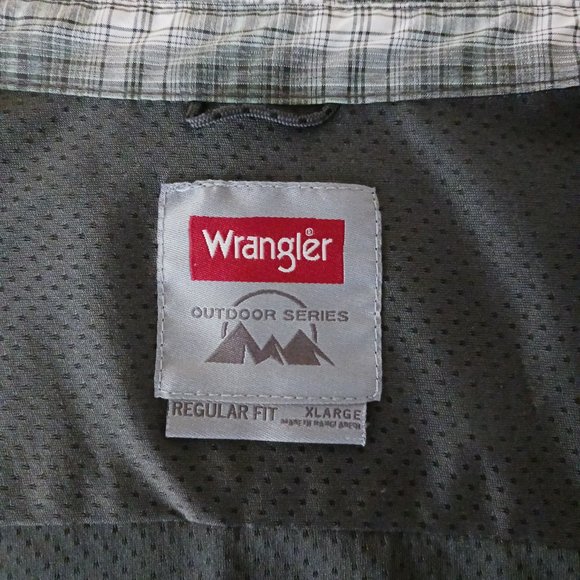 Wrangler®
OUTDOOR SERIES
REGULAR FIT XLARGE